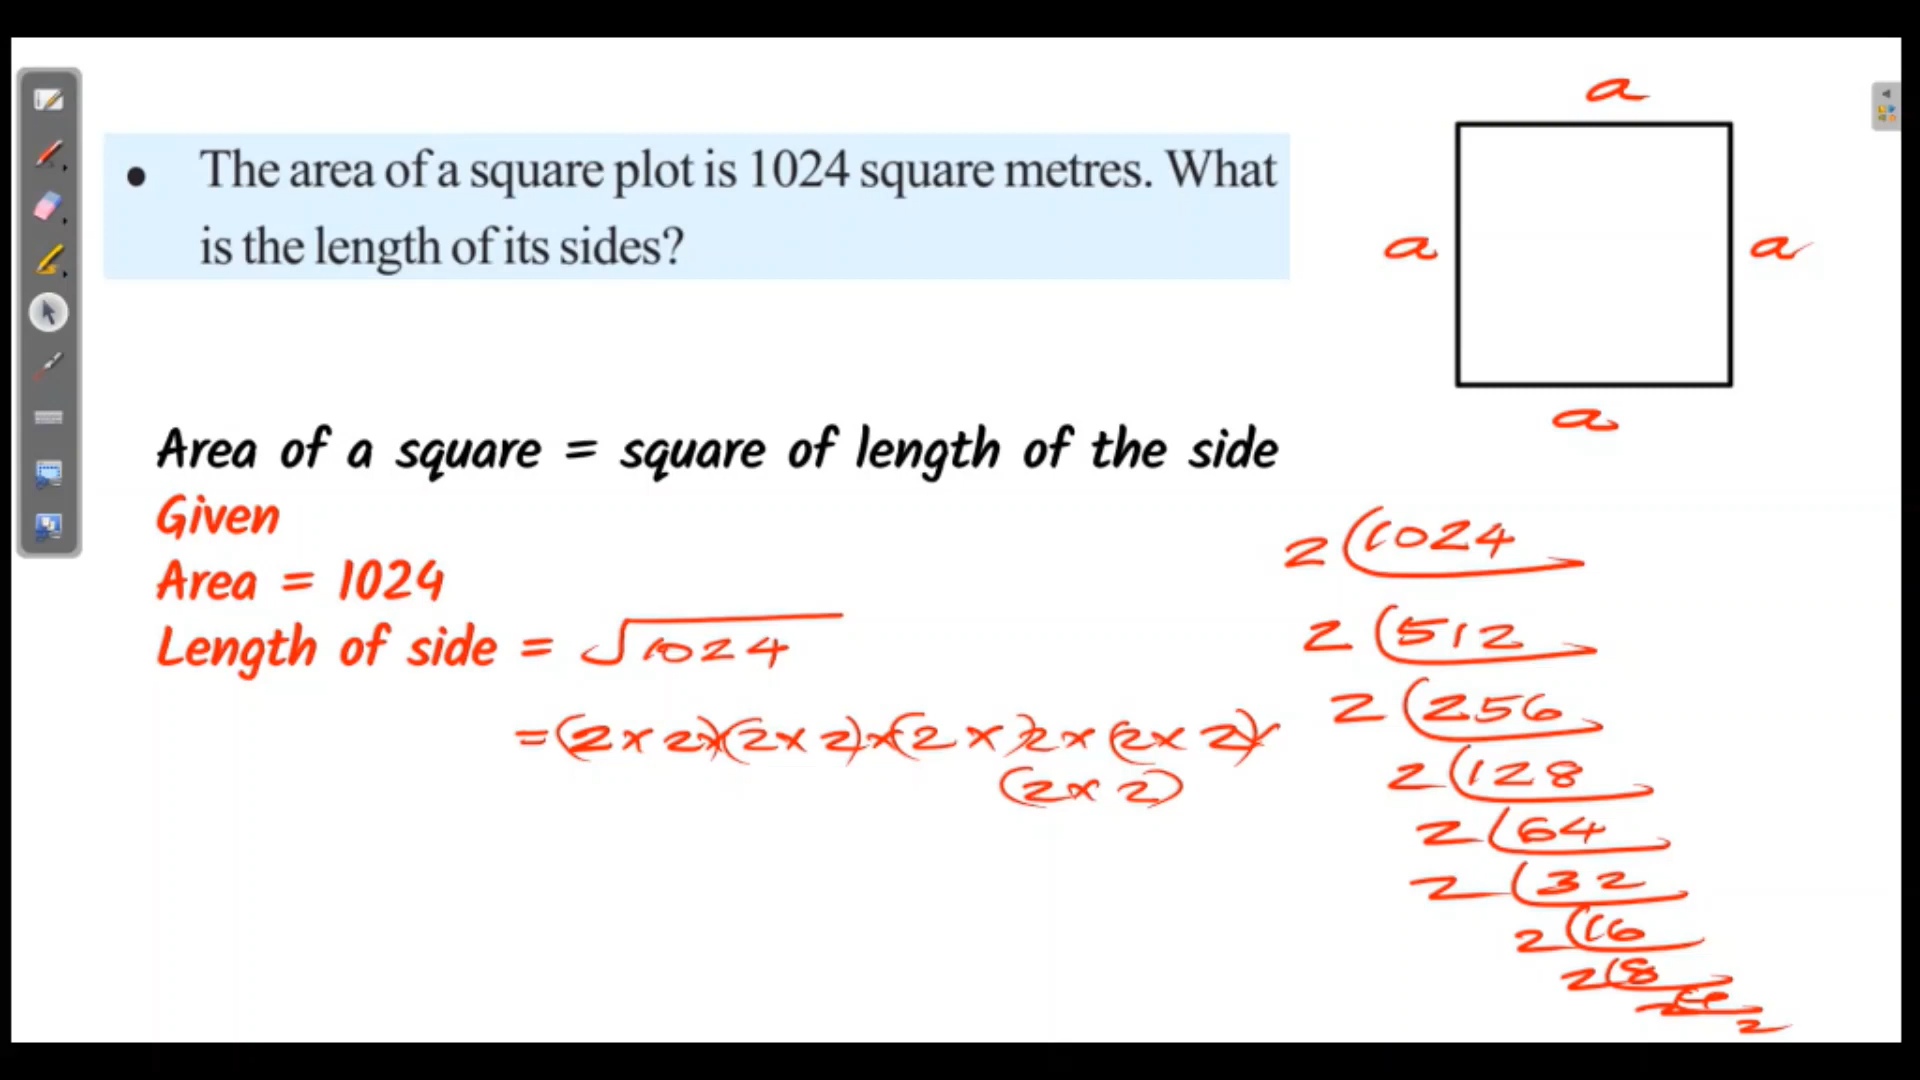 a
• The area of a square plot is 1024 square metres. What
is the length of its sides?
a a
a
Area of a square = square of length of the side
Given
Area = 1024
Length of side = √1024
= (2 × 2)×(2 × 2)×(2 × )2 × (2 × 2)×
(2 × 2)
2 (1024
2 (512
2 (256
2 (128
2 (64
2 (32
2 (16
2 (8
2 (4
2